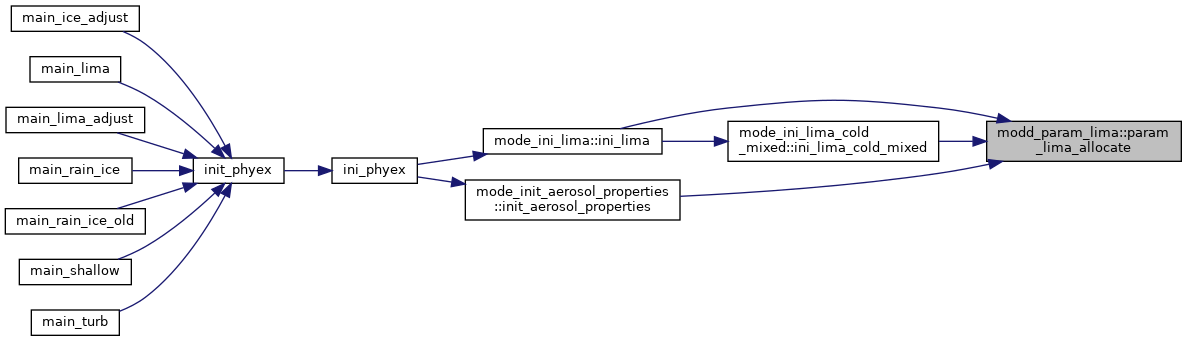 main_ice_adjust
main_lima
main_lima_adjust
main_rain_ice
main_rain_ice_old
main_shallow
main_turb
init_phyex
ini_phyex
mode_ini_lima::ini_lima
mode_init_aerosol_properties
::init_aerosol_properties
mode_ini_lima_cold
_mixed::ini_lima_cold_mixed
modd_param_lima::param
_lima_allocate